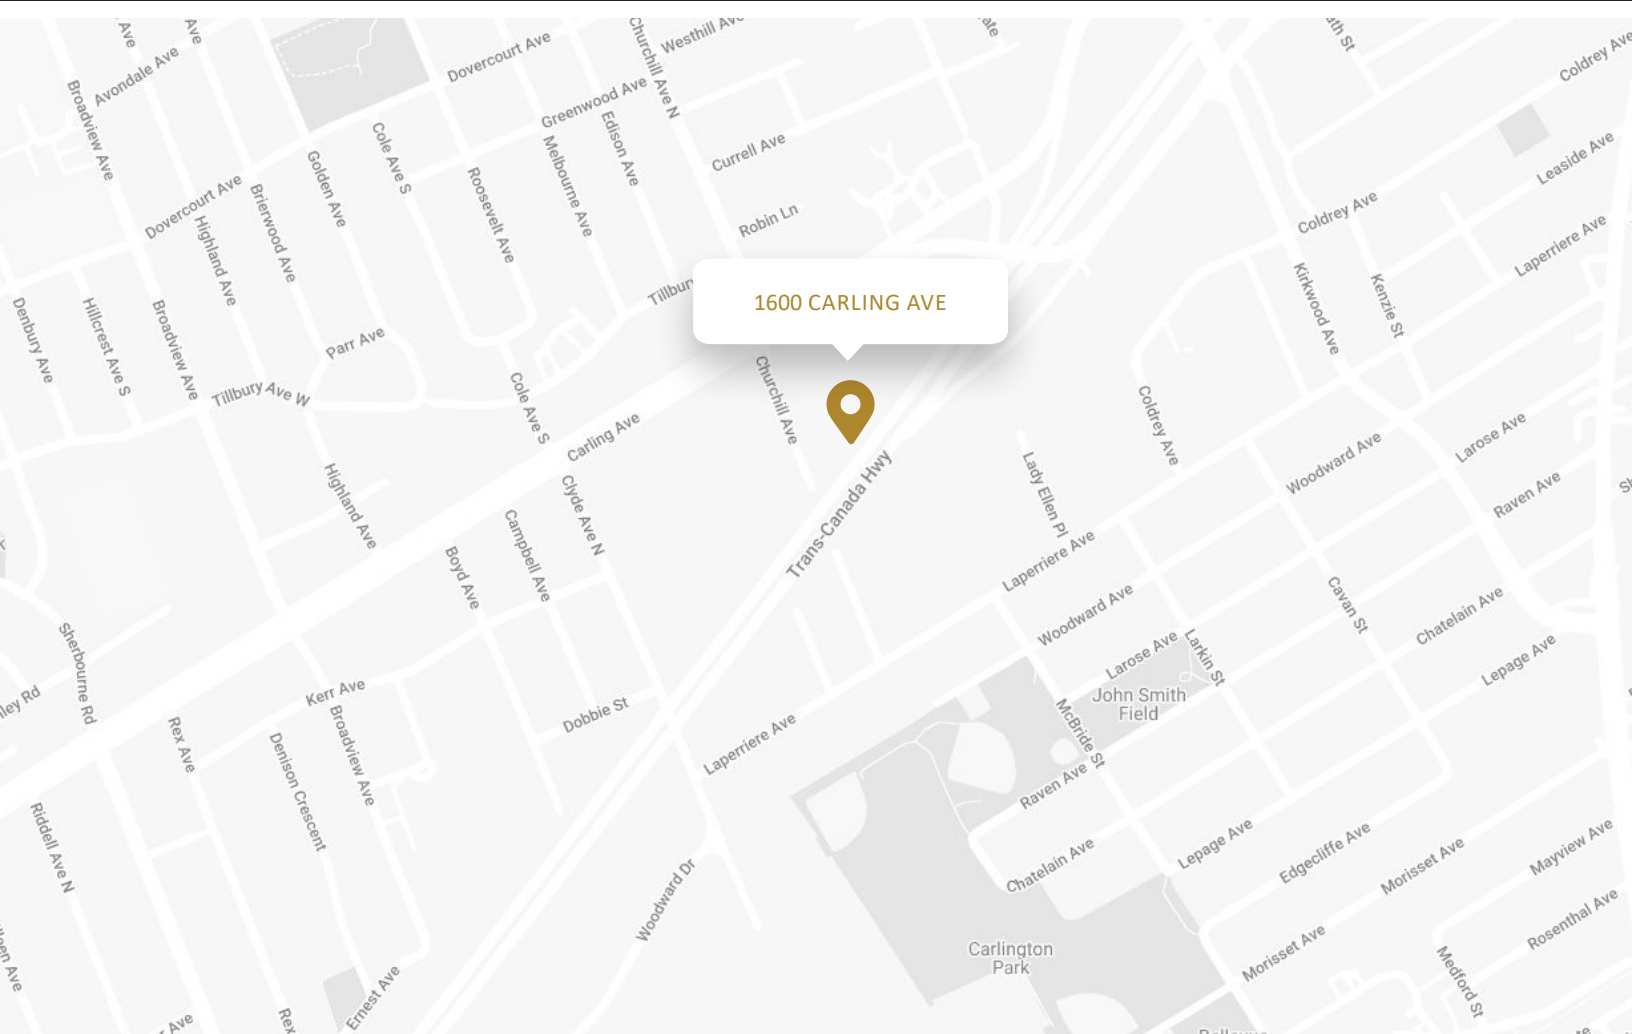 Ave
Ave
Avondale Ave
Dovercourt Ave
Churchill Ave N
Westhill Ave
Coldrey Ave
Broadview Ave
Greenwood Ave
Cole Ave S
Edison Ave
Melbourne Ave
Currell Ave
Leaside Ave
Golden Ave
Roosevelt Ave
Dovercourt Ave
Brierwood Ave
Highland Ave
Robin Ln
Coldrey Ave
Laperriere Ave
Kirkwood Ave
Kenzie St
1600 CARLING AVE
Denbury Ave
Hillcrest Ave S
Broadview Ave
Parr Ave
Tillbury Ave W
Cole Ave S
Churchill Ave
Carling Ave
Coldrey Ave
Woodward Ave
Larose Ave
Raven Ave
Highland Ave
Clyde Ave N
Trans-Canada Hwy
Lady Ellen Pl
Campbell Ave
Boyd Ave
Laperriere Ave
Woodward Ave
Cavan St
Chatelain Ave
Lepage Ave
Sherbourne Rd
Larose Ave
Larkin St
John Smith
Field
Kerr Ave
Broadview Ave
Dobbie St
Rex Ave
Denison Crescent
Laperriere Ave
McBride St
Raven Ave
Riddell Ave N
Chatelain Ave
Lepage Ave
Edgecliffe Ave
Morisset Ave
Mayview Ave
Woodward Dr
Rosenthal Ave
Carlington
Park
Morisset Ave
Medford St
Ernest Ave
Rex
Ave